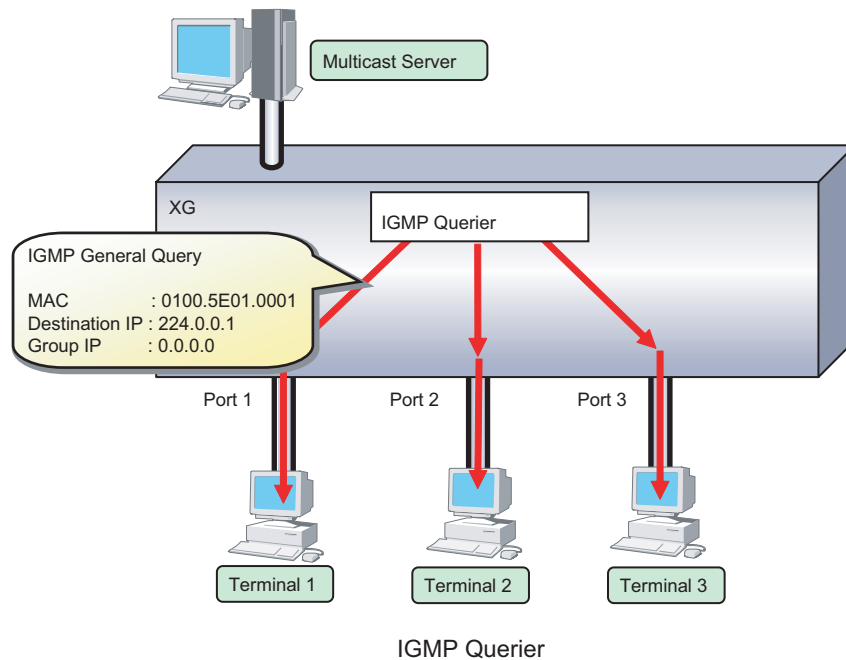 Multicast Server
XG
IGMP Querier
IGMP General Query
MAC : 0100.5E01.0001
Destination IP : 224.0.0.1
Group IP : 0.0.0.0
Port 1
Port 2
Port 3
Terminal 1
Terminal 2
Terminal 3
IGMP Querier